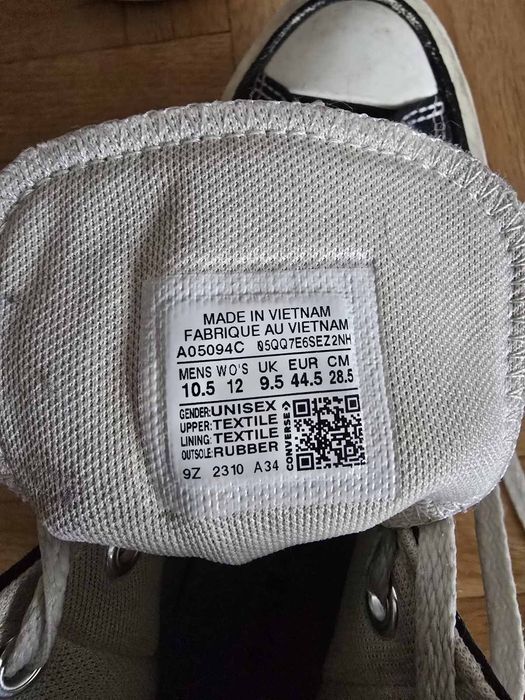 MADE IN VIETNAM
FABRIQUE AU VIETNAM
A05094C 05QQ7E6SEZ2NH
MENS WO'S UK EUR CM
10.5 12 9.5 44.5 28.5
GENDER: UNISEX
UPPER: TEXTILE
LINING: TEXTILE
OUTSOLE: RUBBER
CONVERSE
9Z 2310 A34